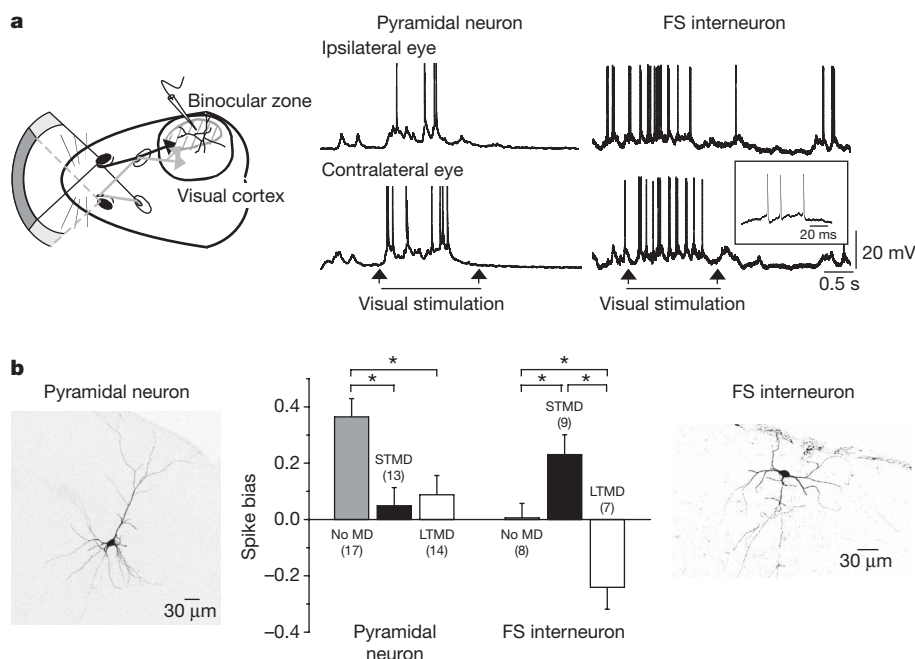 a
Pyramidal neuron
FS interneuron
Ipsilateral eye
Binocular zone
Visual cortex
Contralateral eye
20 ms
20 mV
0.5 s
Visual stimulation
Visual stimulation
b
Pyramidal neuron
FS interneuron
30 µm
Spike bias
0.4
0.2
0.0
−0.2
−0.4
*
*
*
*
*
STMD
(13)
No MD
(17)
LTMD
(14)
STMD
(9)
LTMD
(7)
No MD
(8)
Pyramidal
neuron
FS interneuron
30 µm